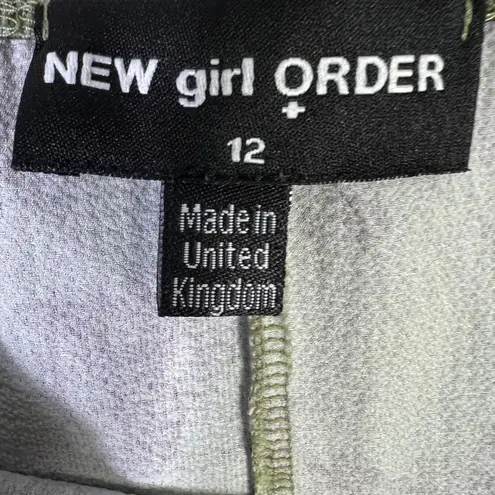 NEW girl ORDER
12
Made in
United
Kingdom